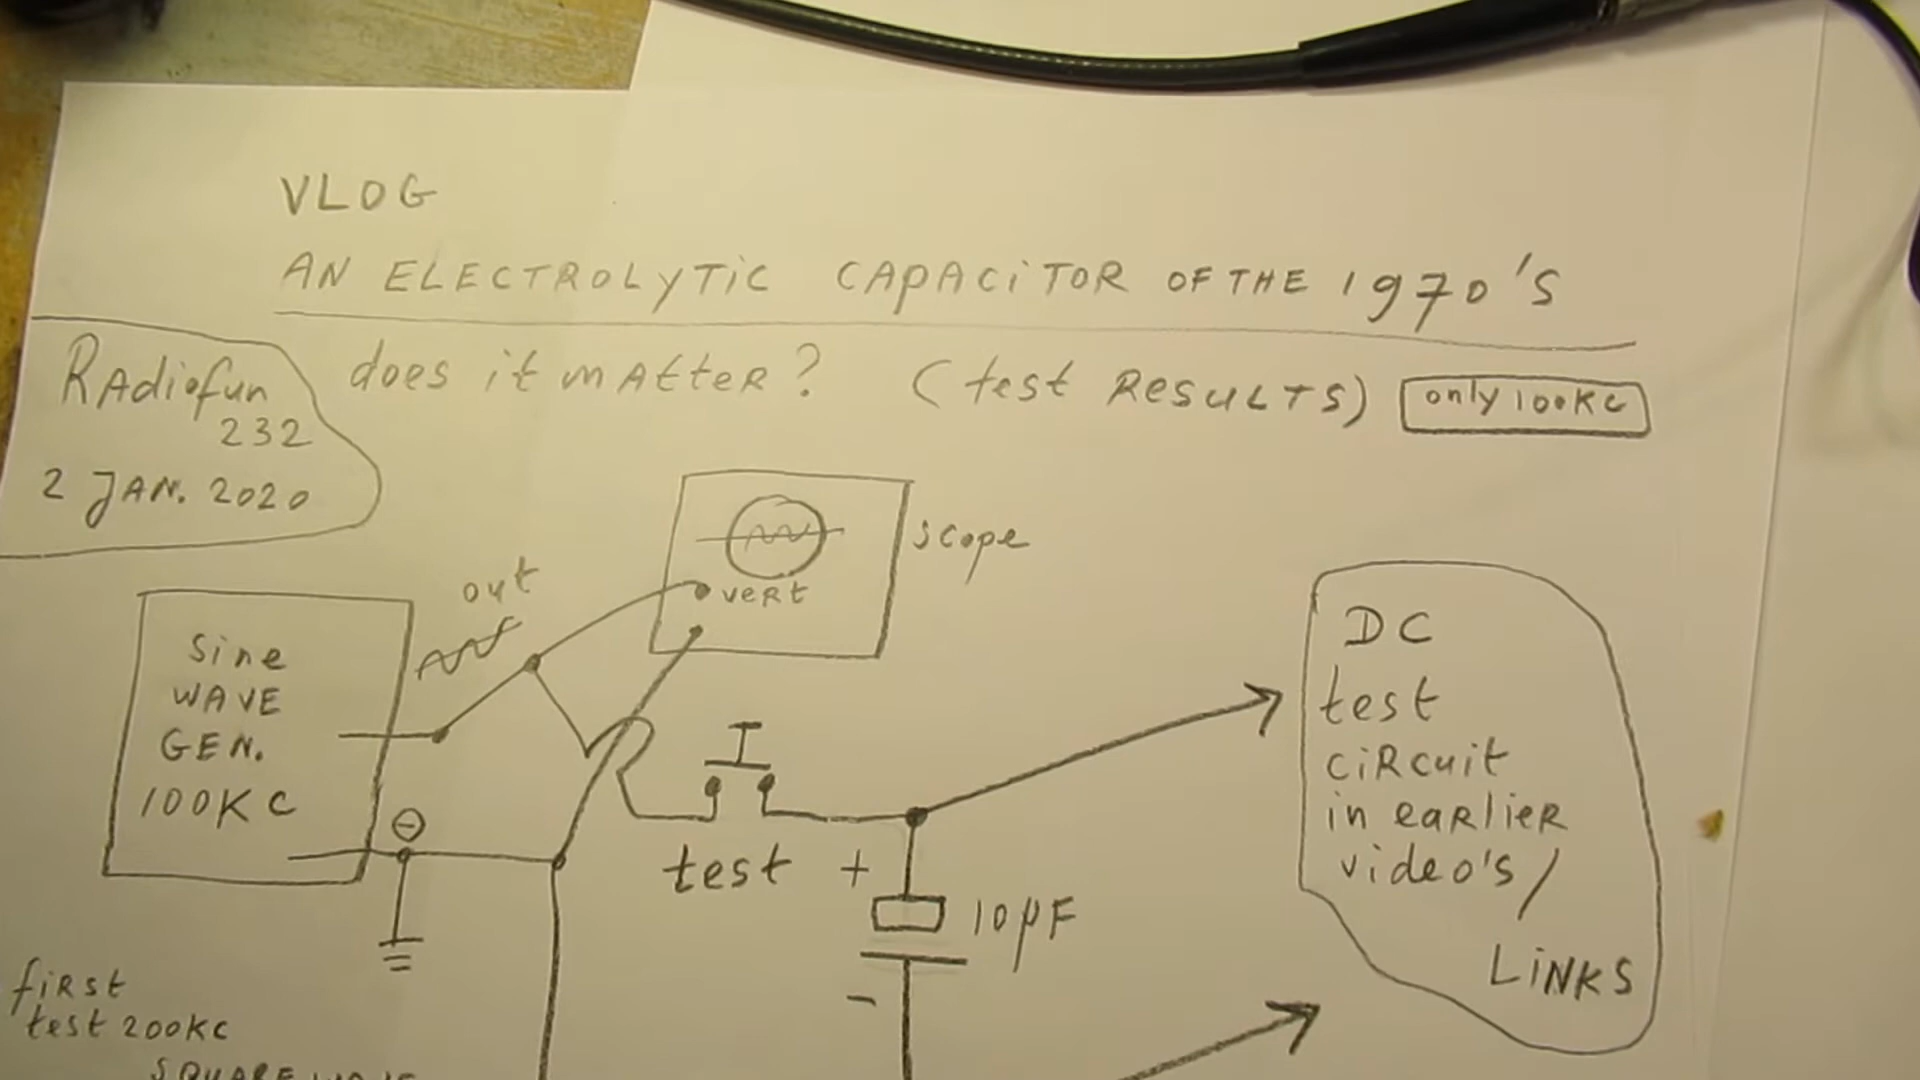 VLOG
AN ELECTROLYTIC CAPACITOR OF THE 1970'S
does it mAtteR? (test ResuLTS) only 100KC
RAdiofun
232
2 JAN. 2020
scope
veRt
out
Sine
WAVE
GEN.
100KC
test
+
10µF
-
DC
test
ciRcuit
in eaRlieR
video's /
LiNKS
fiRst
test 200KC
SQUARE WAVE